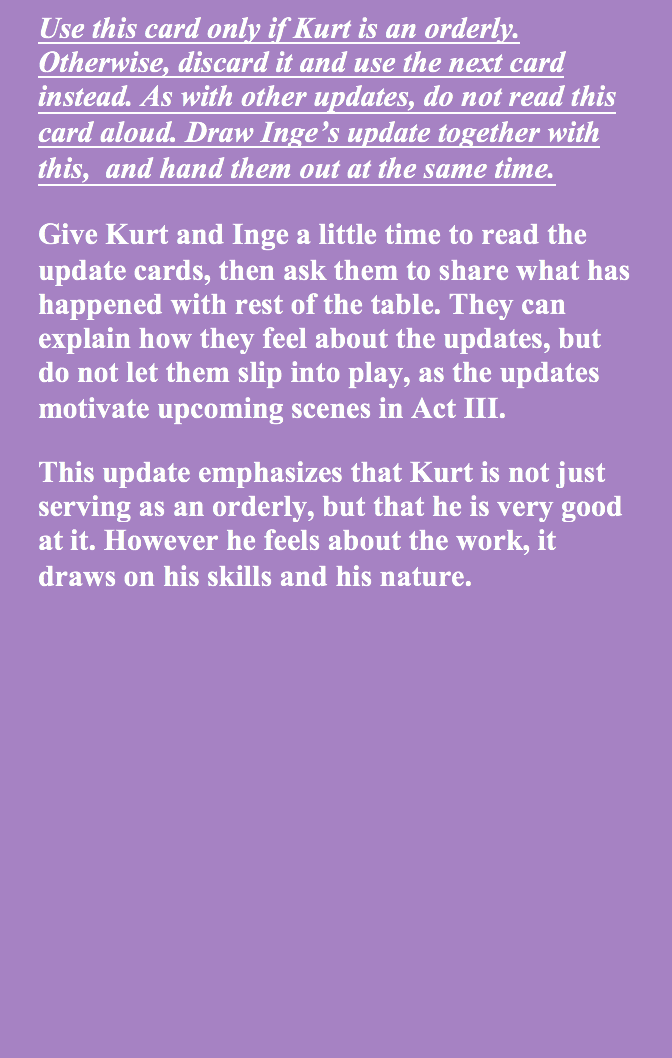 Use this card only if Kurt is an orderly.
Otherwise, discard it and use the next card
instead. As with other updates, do not read this
card aloud. Draw Inge’s update together with
this,  and hand them out at the same time.
Give Kurt and Inge a little time to read the
update cards, then ask them to share what has
happened with rest of the table. They can
explain how they feel about the updates, but
do not let them slip into play, as the updates
motivate upcoming scenes in Act III.
This update emphasizes that Kurt is not just
serving as an orderly, but that he is very good
at it. However he feels about the work, it
draws on his skills and his nature.